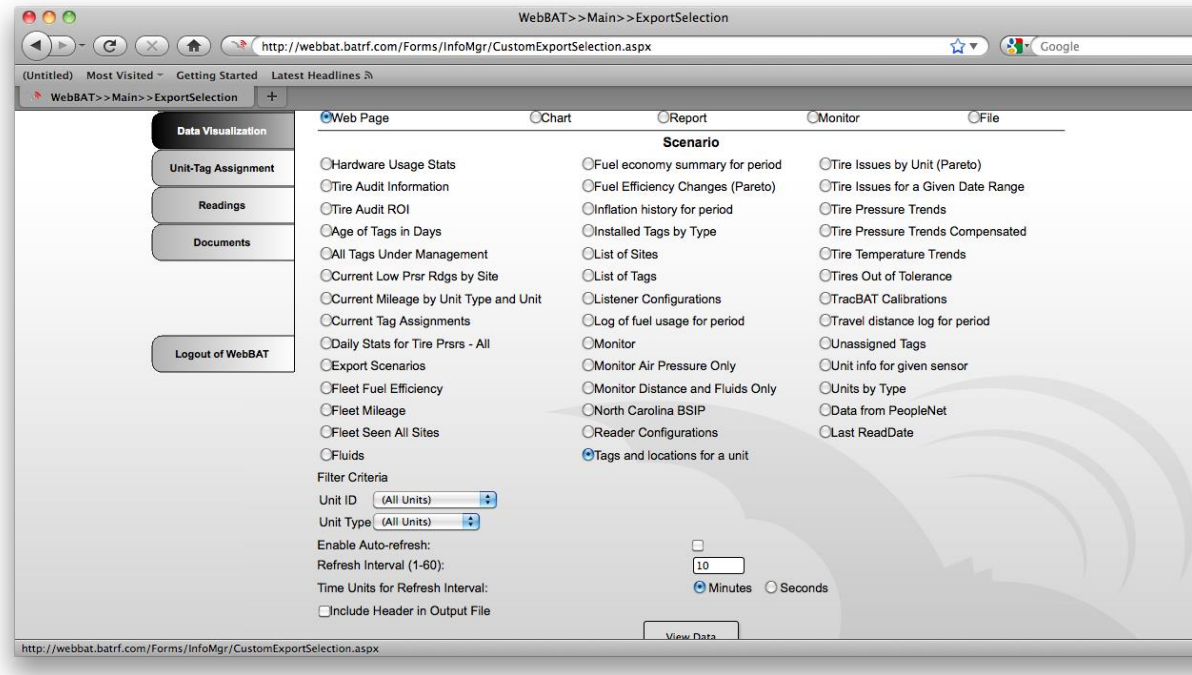 WebBAT>>Main>>ExportSelection
http://webbat.batrf.com/Forms/InfoMgr/CustomExportSelection.aspx
Google
(Untitled) Most Visited Getting Started Latest Headlines
WebBAT>>Main>>ExportSelection +
Data Visualization
Unit-Tag Assignment
Readings
Documents
Logout of WebBAT
Web Page Chart Report Monitor File
Scenario
Hardware Usage Stats Fuel economy summary for period Tire Issues by Unit (Pareto)
Tire Audit Information Fuel Efficiency Changes (Pareto) Tire Issues for a Given Date Range
Tire Audit ROI Inflation history for period Tire Pressure Trends
Age of Tags in Days Installed Tags by Type Tire Pressure Trends Compensated
All Tags Under Management List of Sites Tire Temperature Trends
Current Low Prsr Rdgs by Site List of Tags Tires Out of Tolerance
Current Mileage by Unit Type and Unit Listener Configurations TracBAT Calibrations
Current Tag Assignments Log of fuel usage for period Travel distance log for period
Daily Stats for Tire Prsrs - All Monitor Unassigned Tags
Export Scenarios Monitor Air Pressure Only Unit info for given sensor
Fleet Fuel Efficiency Monitor Distance and Fluids Only Units by Type
Fleet Mileage North Carolina BSIP Data from PeopleNet
Fleet Seen All Sites Reader Configurations Last ReadDate
Fluids Tags and locations for a unit
Filter Criteria
Unit ID (All Units)
Unit Type (All Units)
Enable Auto-refresh:
Refresh Interval (1-60): 10
Time Units for Refresh Interval: Minutes Seconds
Include Header in Output File
View Data
http://webbat.batrf.com/Forms/InfoMgr/CustomExportSelection.aspx